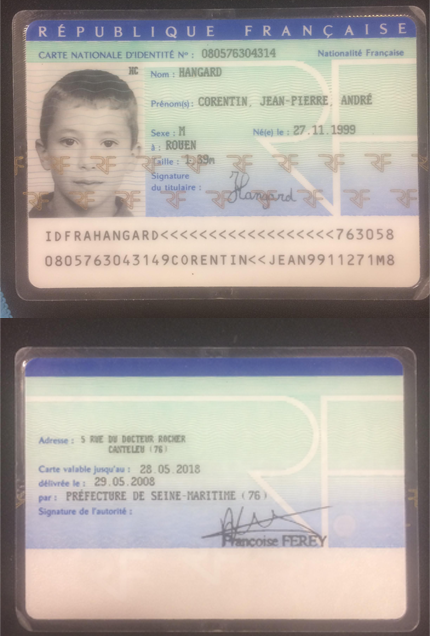 RÉPUBLIQUE FRANÇAISE
CARTE NATIONALE D'IDENTITÉ Nº : 080576304314 Nationalité Française
HC
Nom : HANGARD
Prénom(s) : CORENTIN, JEAN-PIERRE, ANDRÉ
Sexe : M Né(e) le : 27.11.1999
à : ROUEN
Taille : 1,39m
Signature
du titulaire :
Hangard
RF
IDFRAHANGARD<<<<<<<<<<<<<<<<<<763058
0805763043149CORENTIN<<JEAN9911271M8
Adresse : 5 RUE DU DOCTEUR ROCHER
CANTELEU (76)
Carte valable jusqu'au : 28.05.2018
délivrée le : 29.05.2008
par : PRÉFECTURE DE SEINE-MARITIME (76)
Signature de l'autorité :
Françoise FEREY
RF